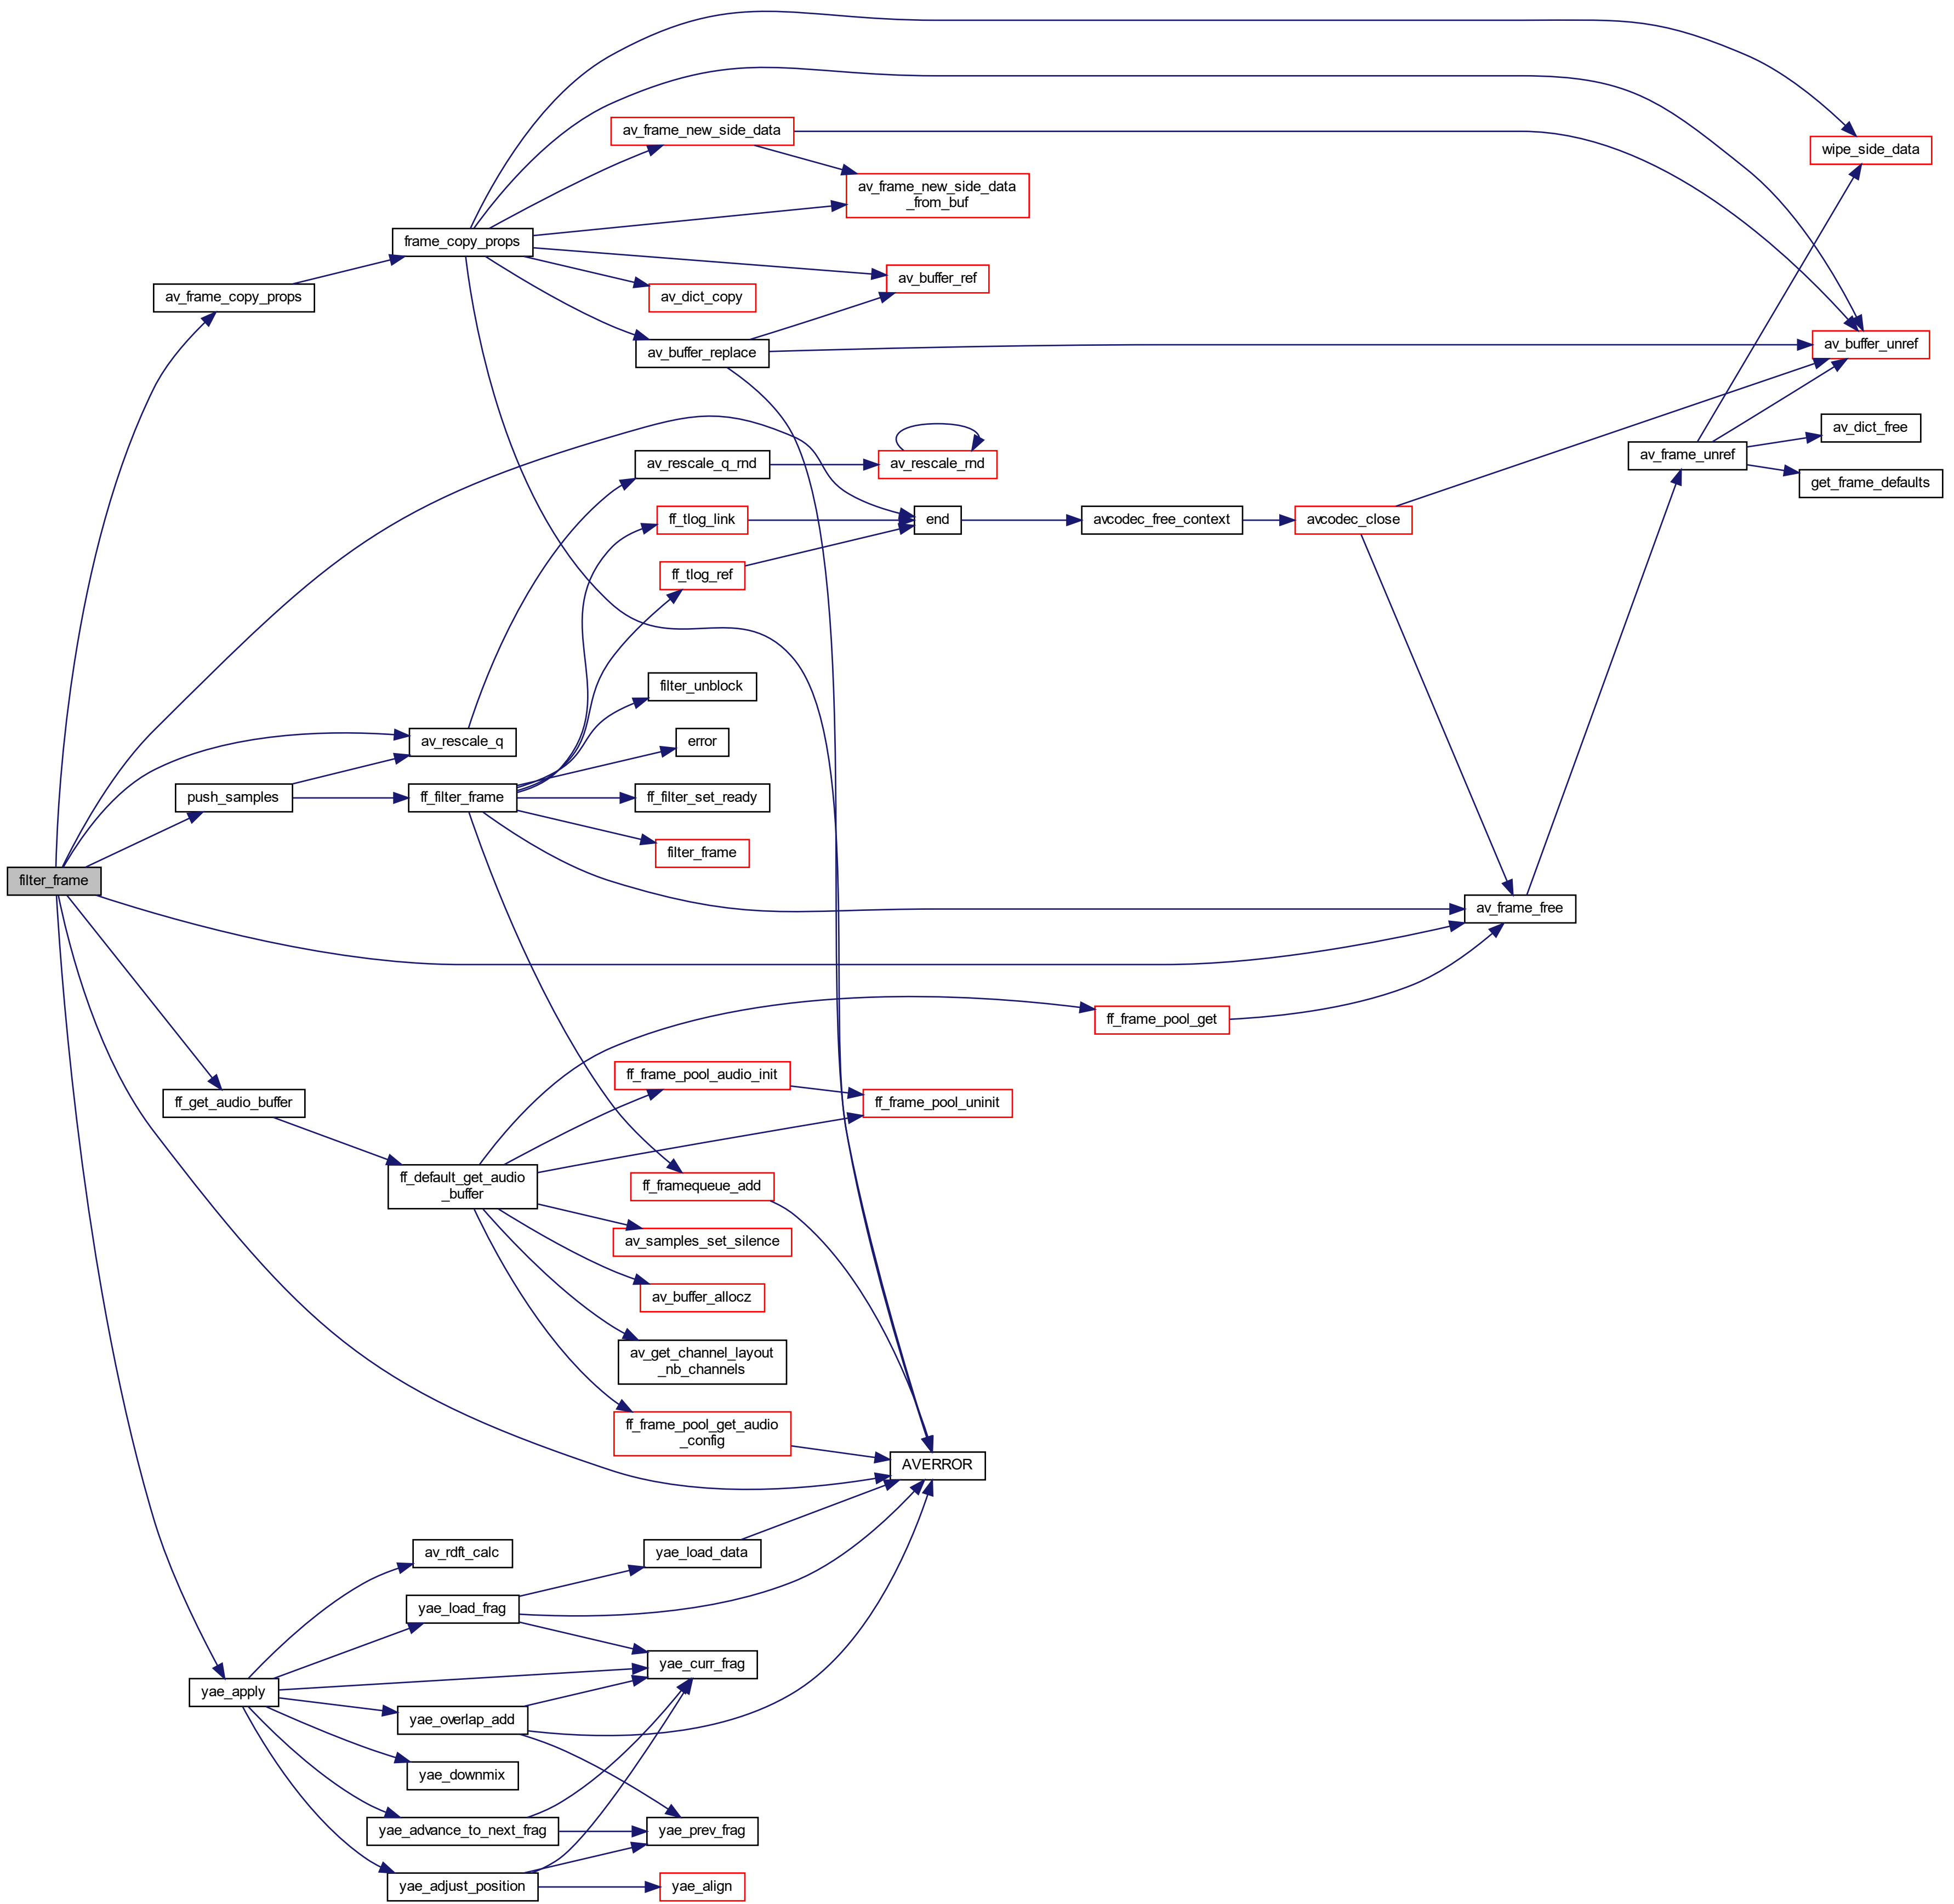 wipe_side_data
av_frame_new_side_data
av_frame_new_side_data
_from_buf
frame_copy_props
av_buffer_ref
av_frame_copy_props
av_dict_copy
av_buffer_unref
av_buffer_replace
av_dict_free
av_frame_unref
av_rescale_q_rnd
av_rescale_rnd
get_frame_defaults
ff_tlog_link
end
avcodec_free_context
avcodec_close
ff_tlog_ref
filter_unblock
av_rescale_q
error
push_samples
ff_filter_frame
ff_filter_set_ready
filter_frame
filter_frame
av_frame_free
ff_frame_pool_get
ff_frame_pool_audio_init
ff_get_audio_buffer
ff_frame_pool_uninit
ff_default_get_audio
_buffer
ff_framequeue_add
av_samples_set_silence
av_buffer_allocz
av_get_channel_layout
_nb_channels
ff_frame_pool_get_audio
_config
AVERROR
av_rdft_calc
yae_load_data
yae_load_frag
yae_curr_frag
yae_apply
yae_overlap_add
yae_downmix
yae_advance_to_next_frag
yae_prev_frag
yae_adjust_position
yae_align